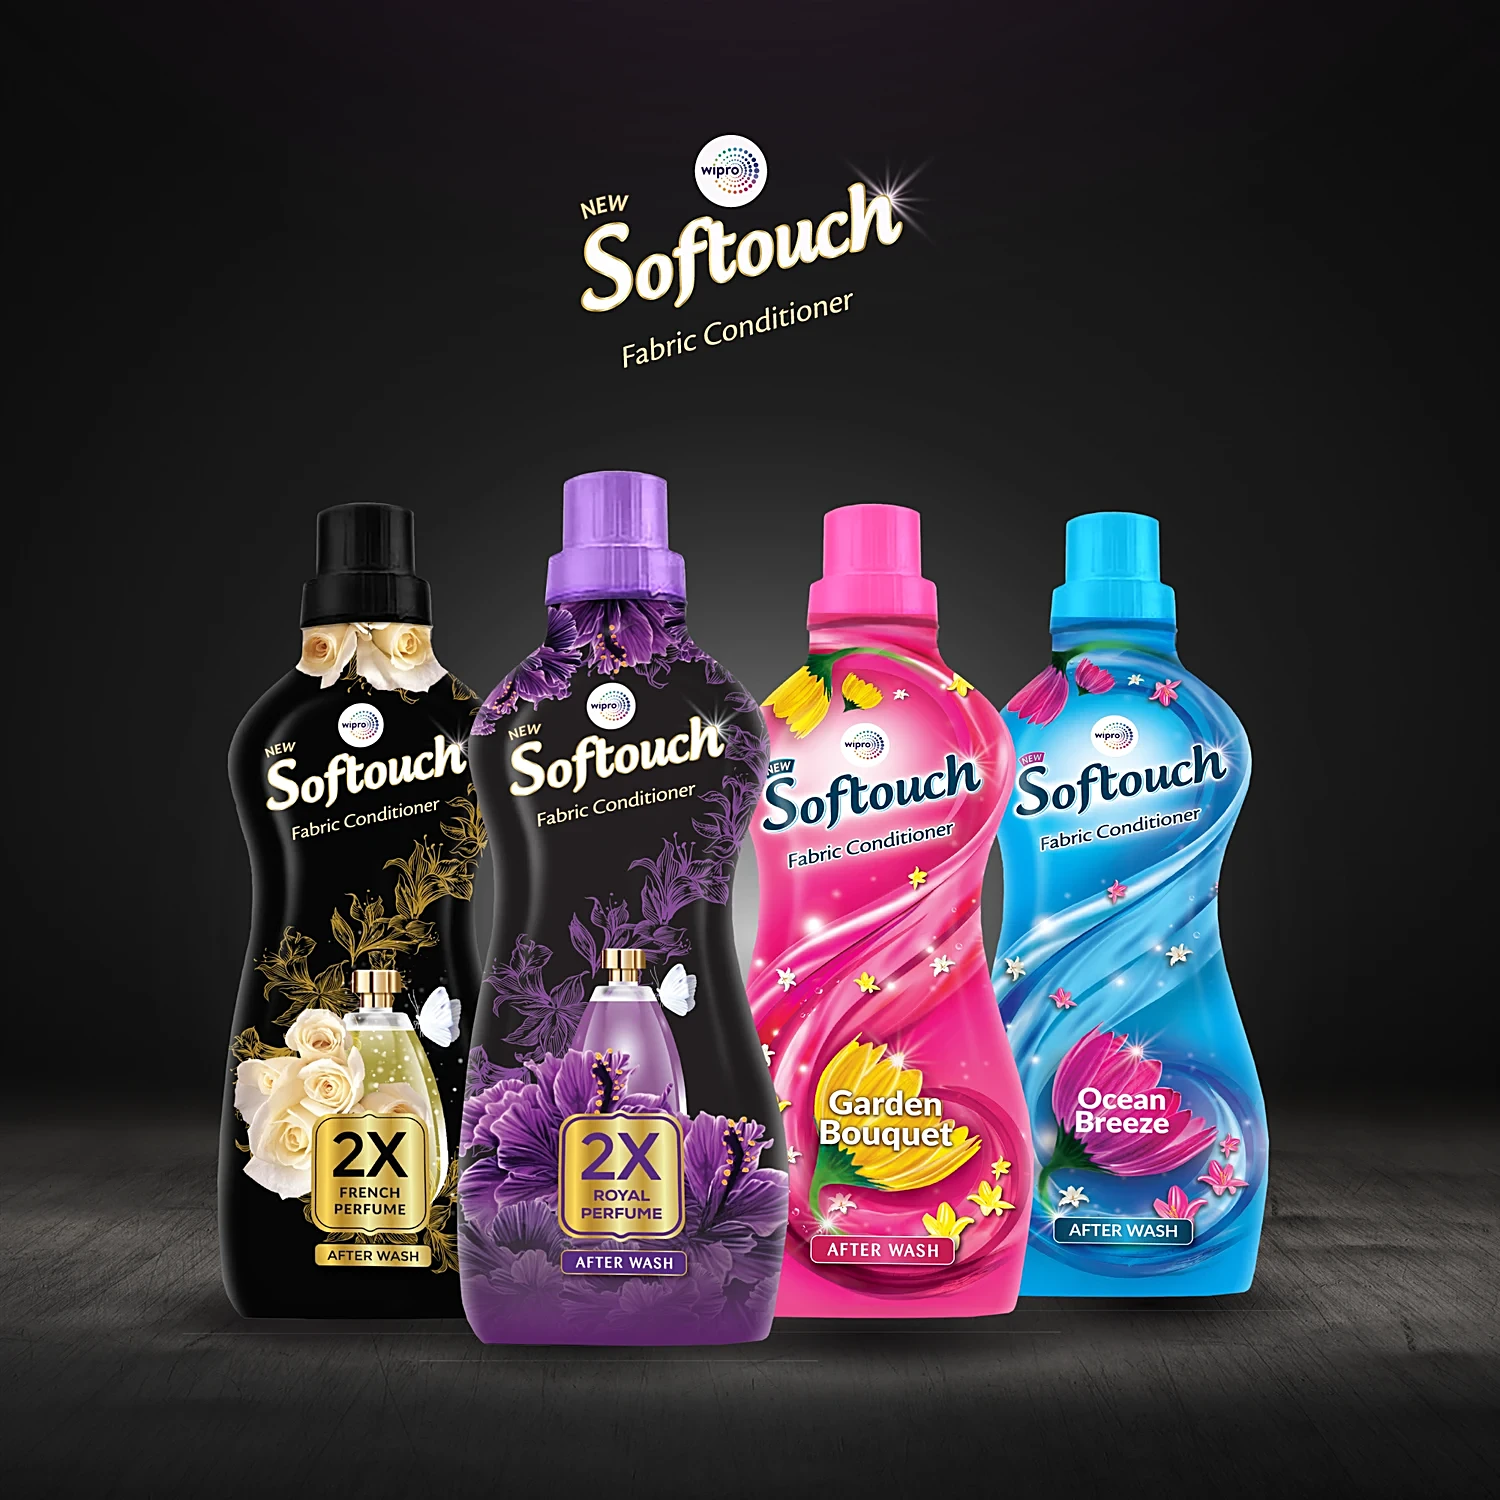 wipro
NEW
Softouch
Fabric Conditioner
wipro
NEW
Softouch
Fabric Conditioner
2X
FRENCH
PERFUME
AFTER WASH
wipro
NEW
Softouch
Fabric Conditioner
2X
ROYAL
PERFUME
AFTER WASH
wipro
NEW
Softouch
Fabric Conditioner
Garden
Bouquet
AFTER WASH
wipro
NEW
Softouch
Fabric Conditioner
Ocean
Breeze
AFTER WASH